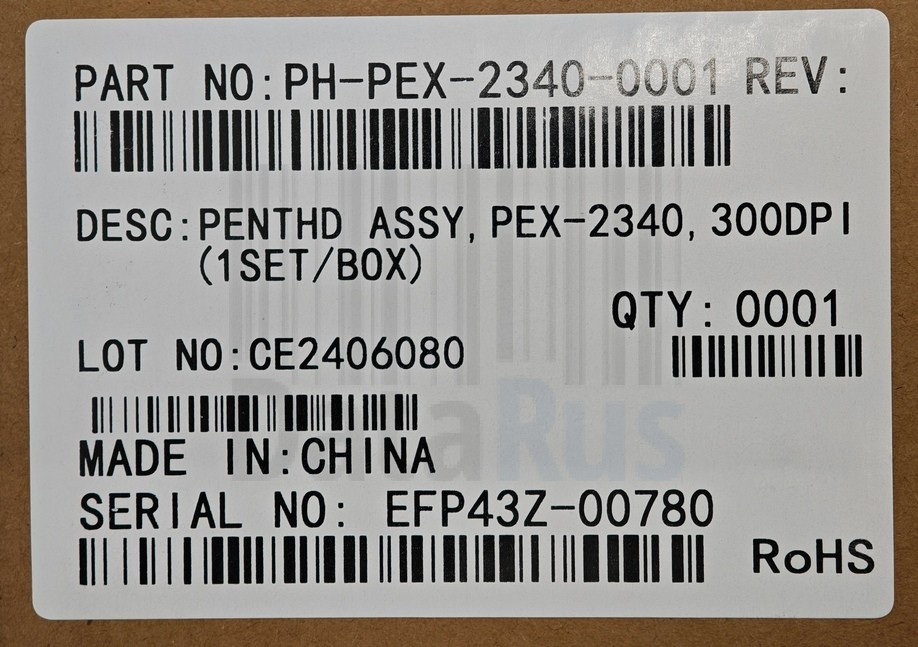 PART NO:PH-PEX-2340-0001 REV:
DESC:PENTHD ASSY, PEX-2340, 300DPI
(1SET/BOX)
QTY: 0001
LOT NO:CE2406080
DataRus
MADE IN:CHINA
SERIAL NO: EFP43Z-00780
RoHS